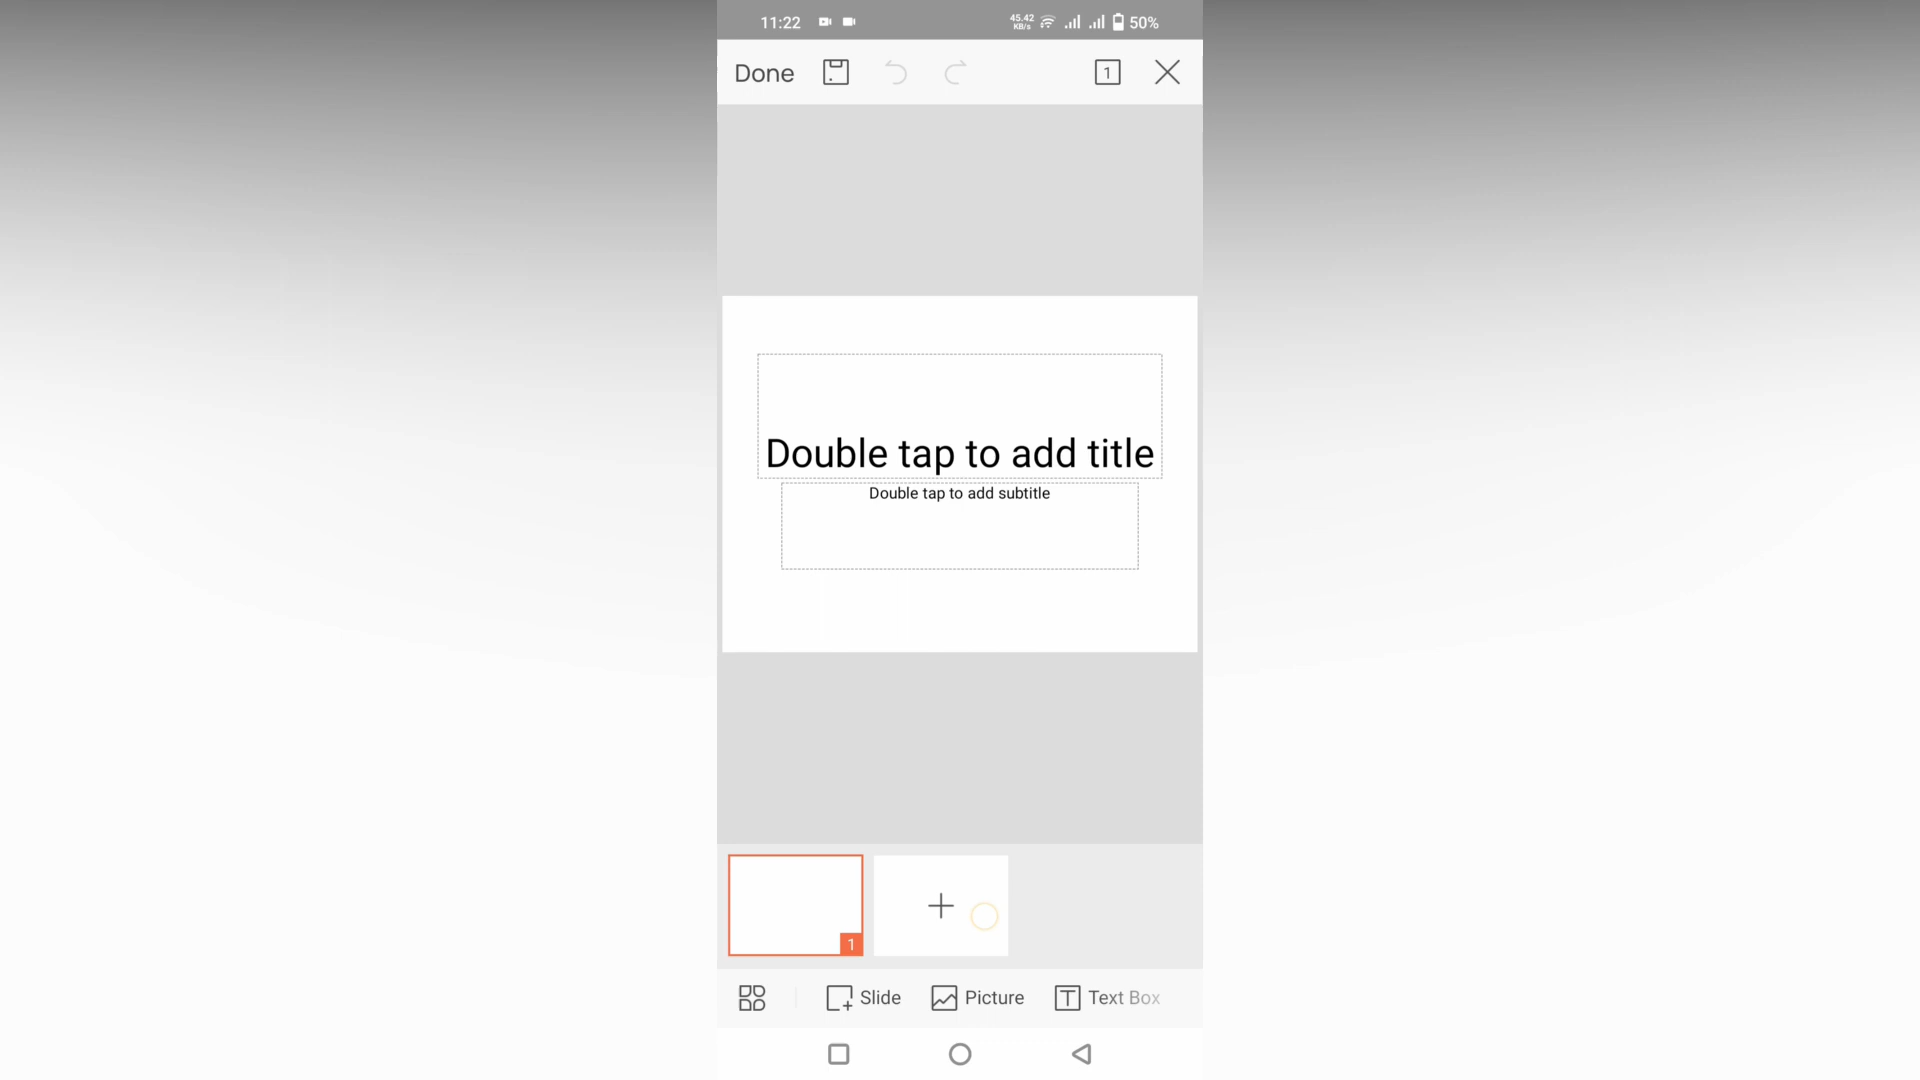 11:22
45.42
KB/s
50%
Done
1
Double tap to add title
Double tap to add subtitle
1
Slide
Picture
Text Box